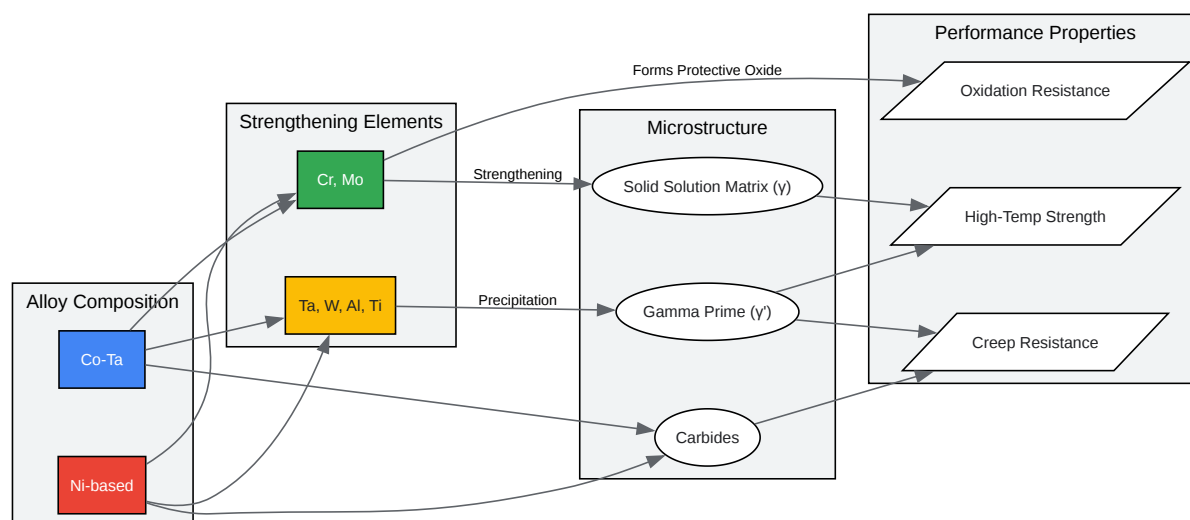 Performance Properties
Forms Protective Oxide
Oxidation Resistance
Strengthening Elements
Microstructure
Cr, Mo
Strengthening
Solid Solution Matrix (γ)
High-Temp Strength
Alloy Composition
Ta, W, Al, Ti
Precipitation
Gamma Prime (γ')
Co-Ta
Creep Resistance
Carbides
Ni-based